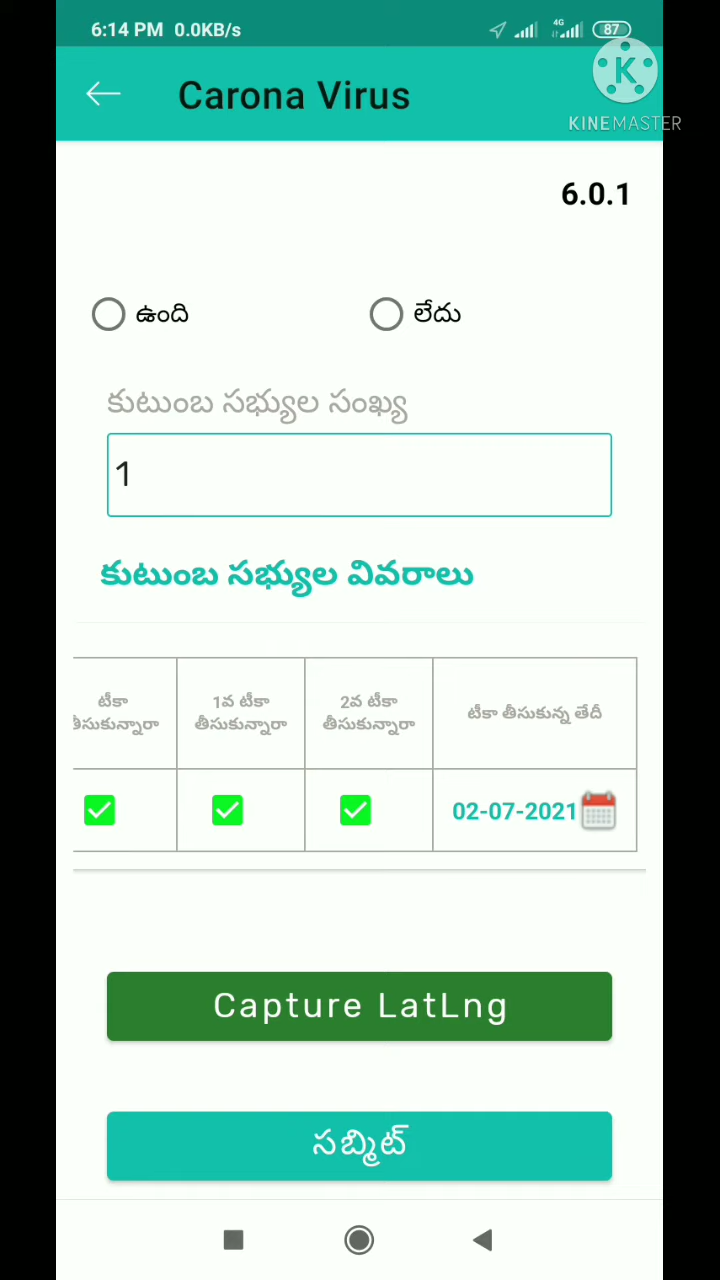 6:14 PM 0.0KB/s
4G
87
K
KINEMASTER
Carona Virus
6.0.1
ఉంది
లేదు
కుటుంబ సభ్యుల సంఖ్య
1
కుటుంబ సభ్యుల వివరాలు
టీకా
తీసుకున్నారా
1వ టీకా
తీసుకున్నారా
2వ టీకా
తీసుకున్నారా
టీకా తీసుకున్న తేదీ
02-07-2021
Capture LatLng
సబ్మిట్